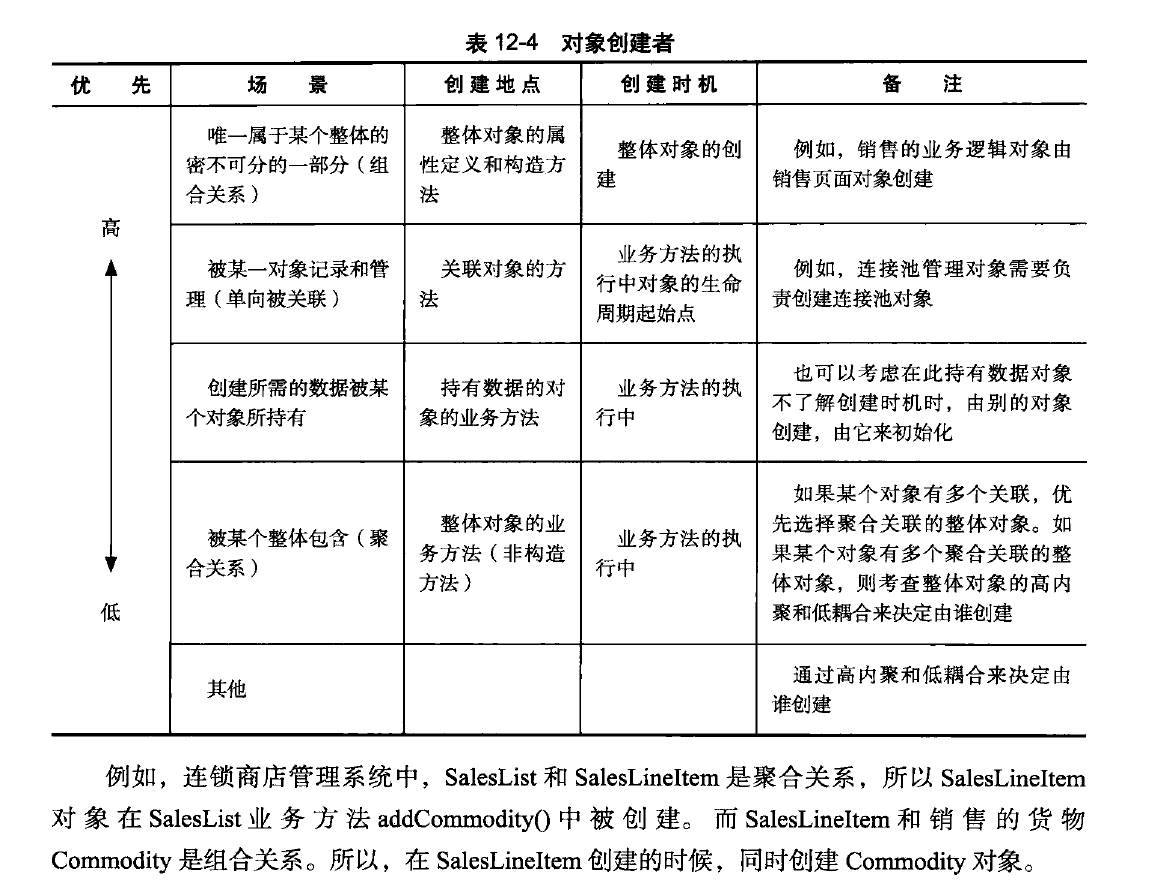 表 12-4 对象创建者
优 先 场 景 创建地点 创建时机 备 注
高
低
唯一属于某个整体的
密不可分的一部分（组
合关系）
整体对象的属
性定义和构造方
法
整体对象的创
建
例如，销售的业务逻辑对象由
销售页面对象创建
被某一对象记录和管
理（单向被关联）
关联对象的方
法
业务方法的执
行中对象的生命
周期起始点
例如，连接池管理对象需要负
责创建连接池对象
创建所需的数据被某
个对象所持有
持有数据的对
象的业务方法
业务方法的执
行中
也可以考虑在此持有数据对象
不了解创建时机时，由别的对象
创建，由它来初始化
被某个整体包含（聚
合关系）
整体对象的业
务方法（非构造
方法）
业务方法的执
行中
如果某个对象有多个关联，优
先选择聚合关联的整体对象。如
果某个对象有多个聚合关联的整
体对象，则考查整体对象的高内
聚和低耦合来决定由谁创建
其他
通过高内聚和低耦合来决定由
谁创建
例如，连锁商店管理系统中，SalesList 和 SalesLineItem 是聚合关系，所以 SalesLineItem
对象在 SalesList 业务方法 addCommodity() 中被创建。而 SalesLineItem 和销售的货物
Commodity 是组合关系。所以，在 SalesLineItem 创建的时候，同时创建 Commodity 对象。